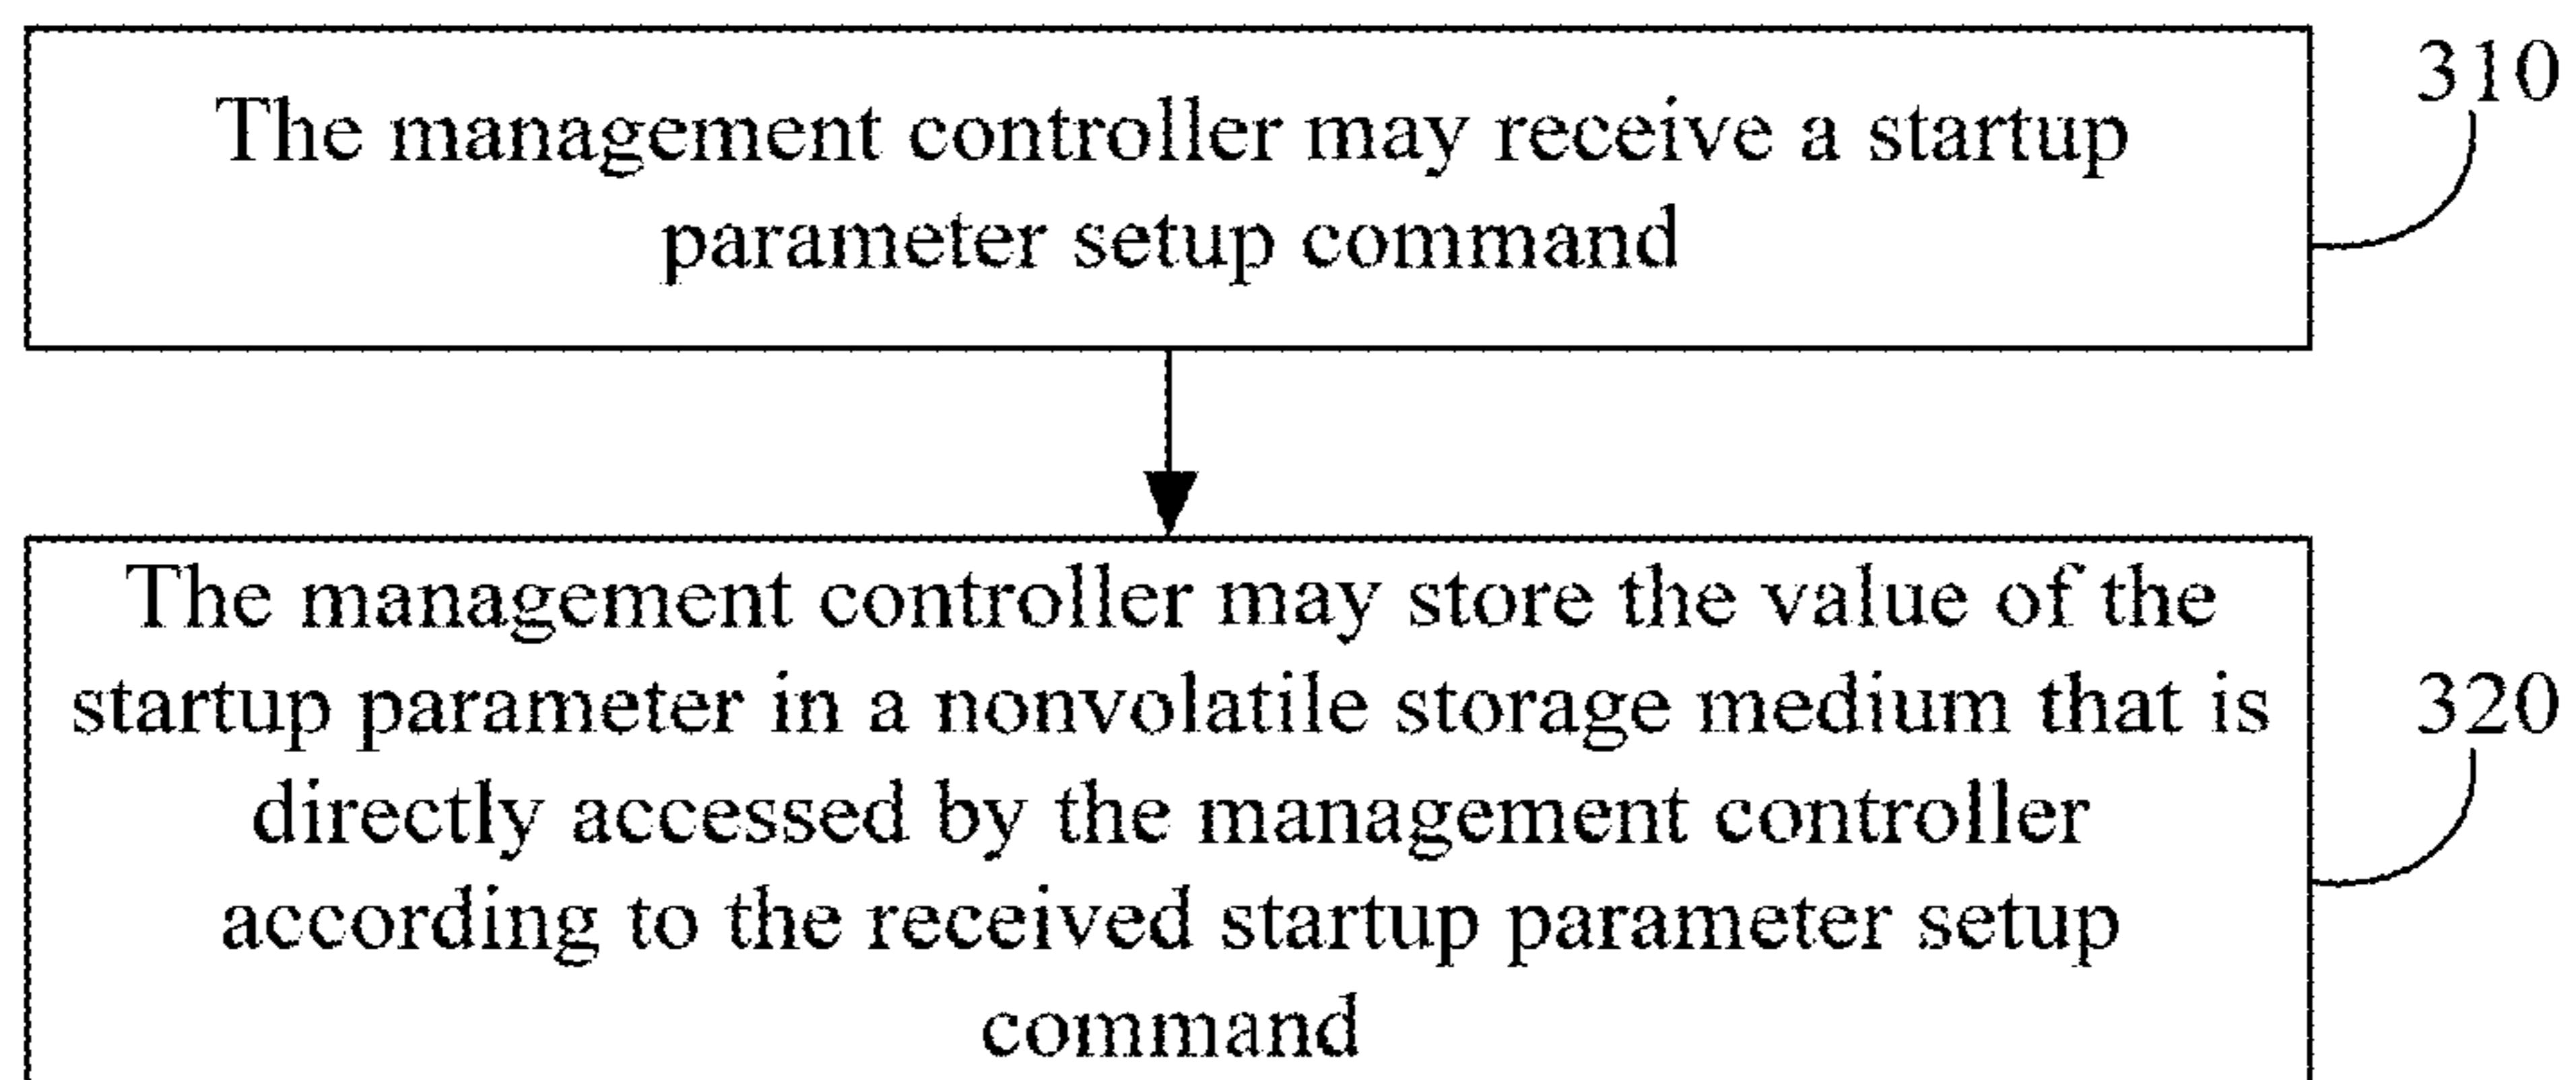 The management controller may receive a startup
parameter setup command
310
The management controller may store the value of the
startup parameter in a nonvolatile storage medium that is
directly accessed by the management controller
according to the received startup parameter setup
command
320